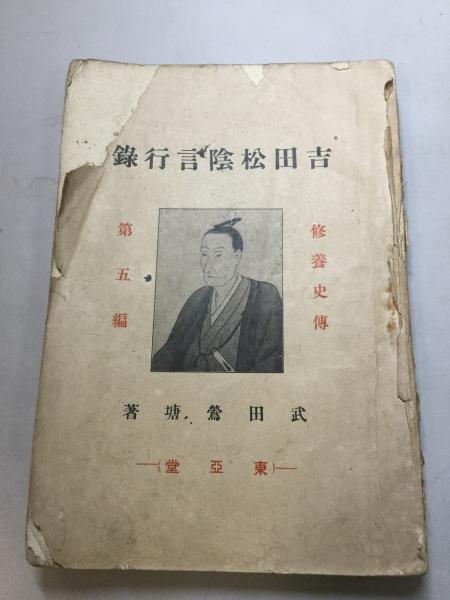 吉田松陰言行錄
修養史傳
第五編
武田鶯塘著
東亞堂